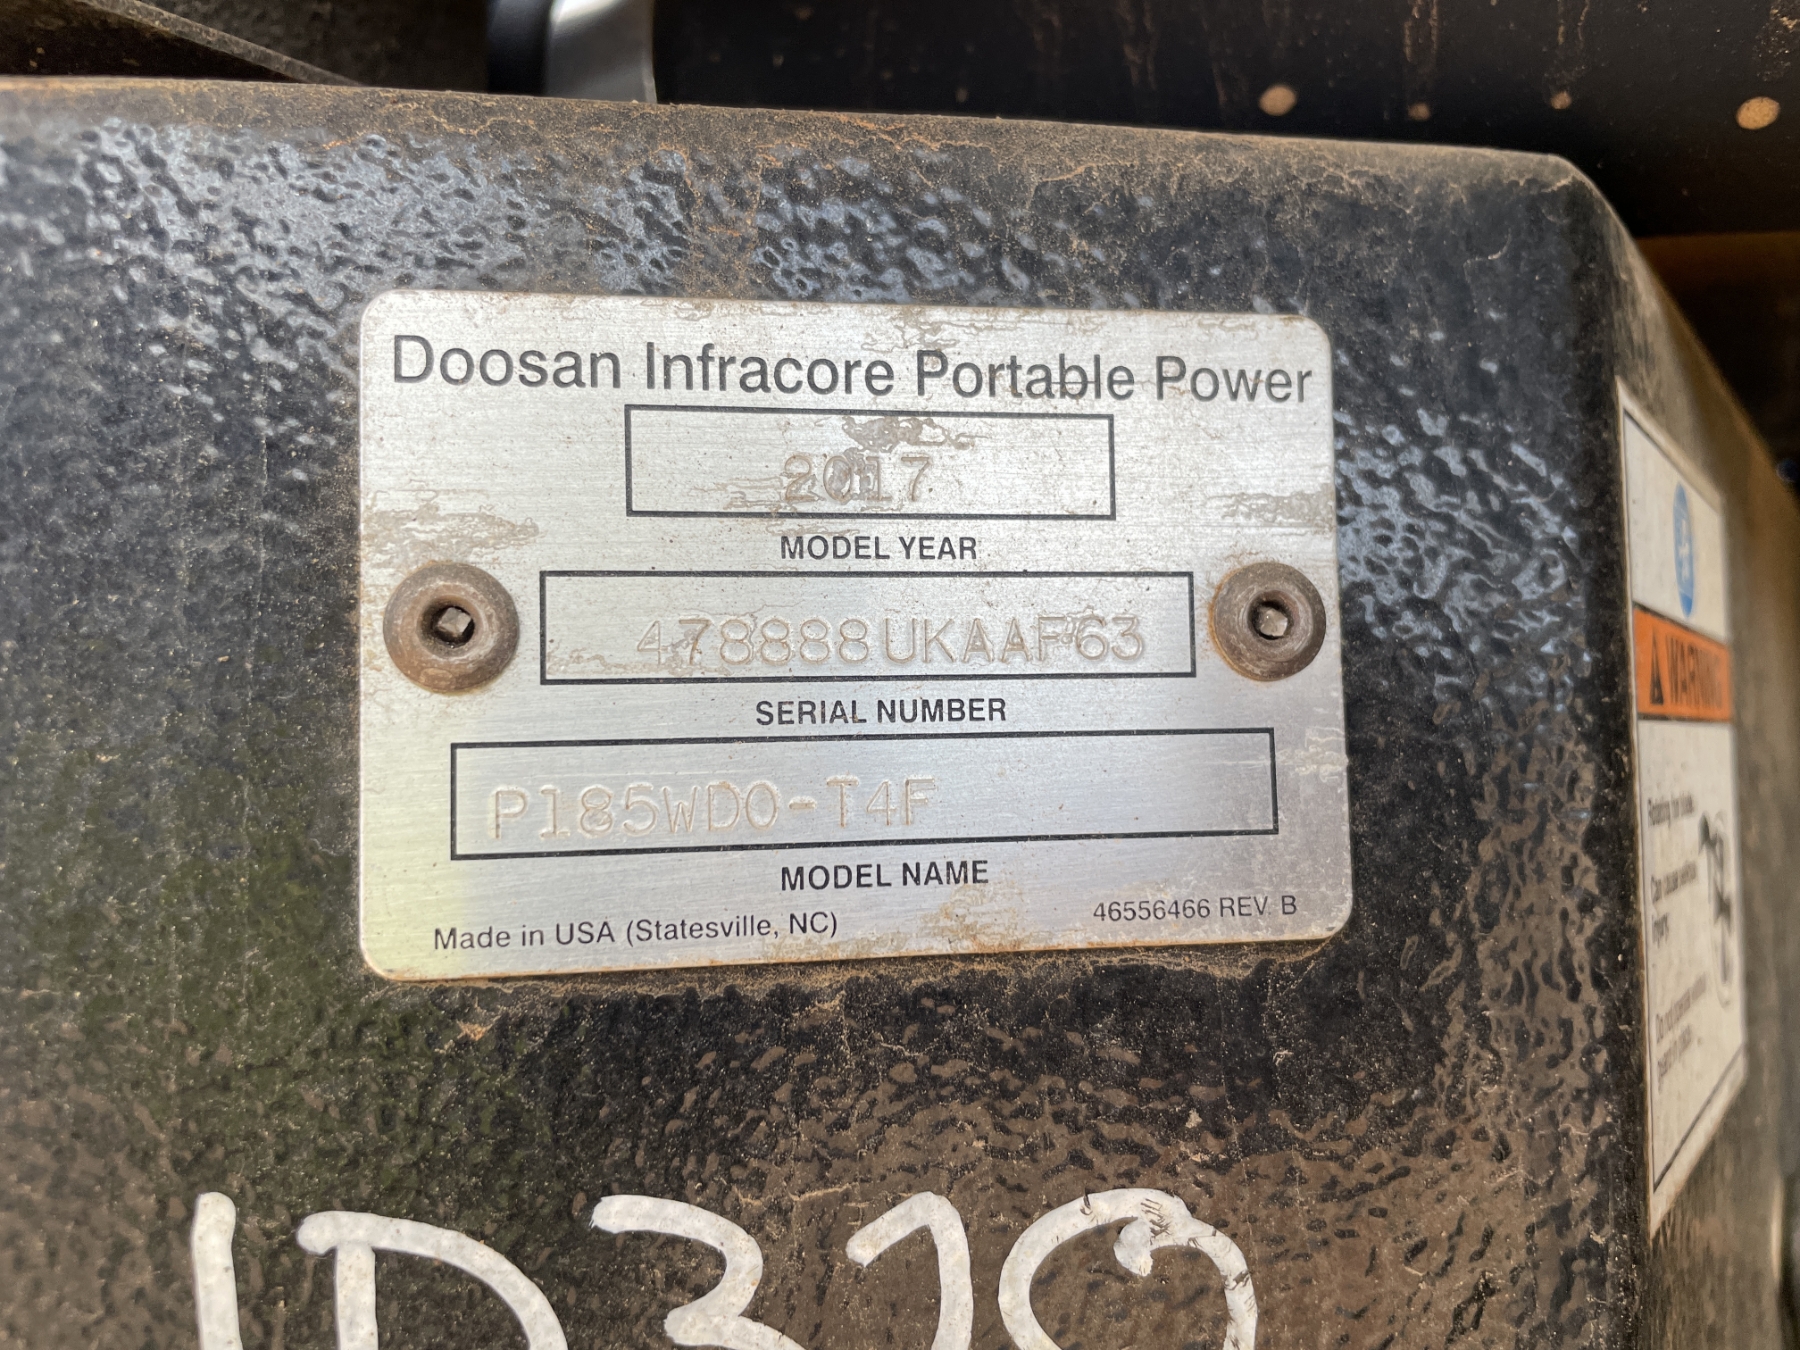 Doosan Infracore Portable Power
2017
MODEL YEAR
478888UKAAF63
SERIAL NUMBER
P185WDO-T4F
MODEL NAME
Made in USA (Statesville, NC)
46556466 REV. B
WARNING
ID370